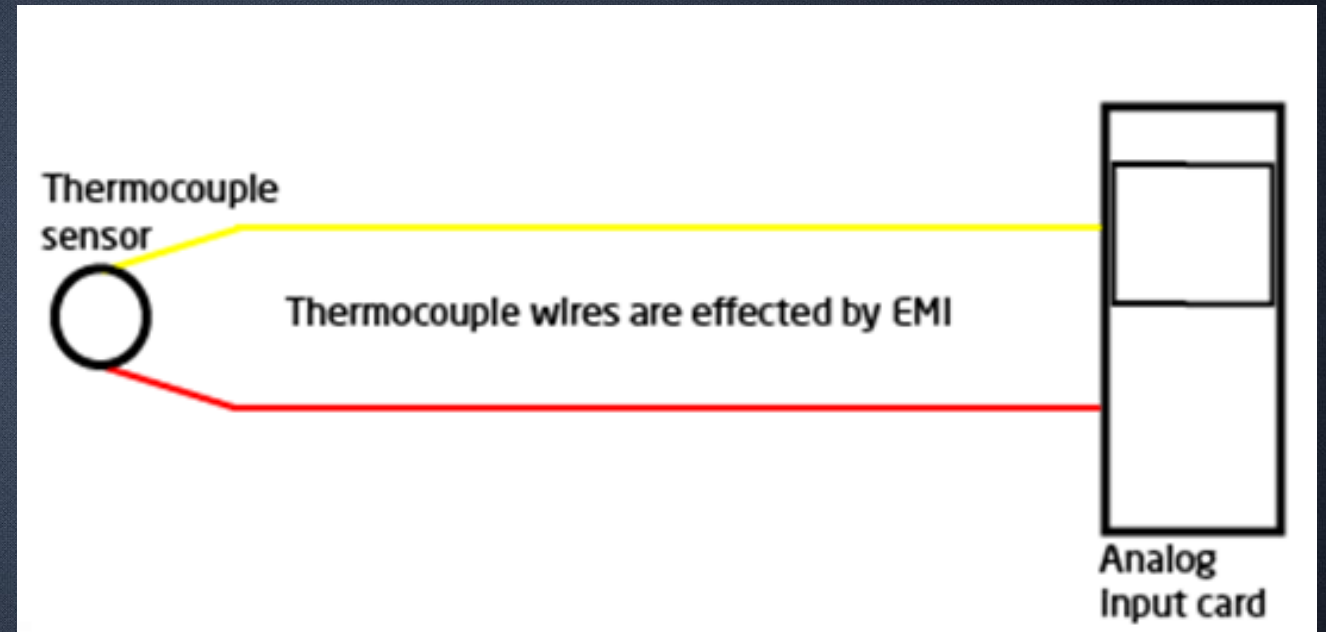 Thermocouple
sensor
Thermocouple wires are effected by EMI
Analog
Input card